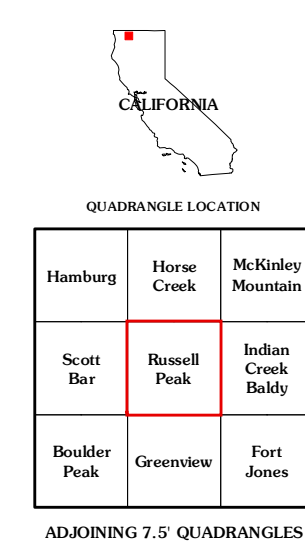 CALIFORNIA
QUADRANGLE LOCATION
Hamburg
Horse
Creek
McKinley
Mountain
Scott
Bar
Russell
Peak
Indian
Creek
Baldy
Boulder
Peak
Greenview
Fort
Jones
ADJOINING 7.5' QUADRANGLES